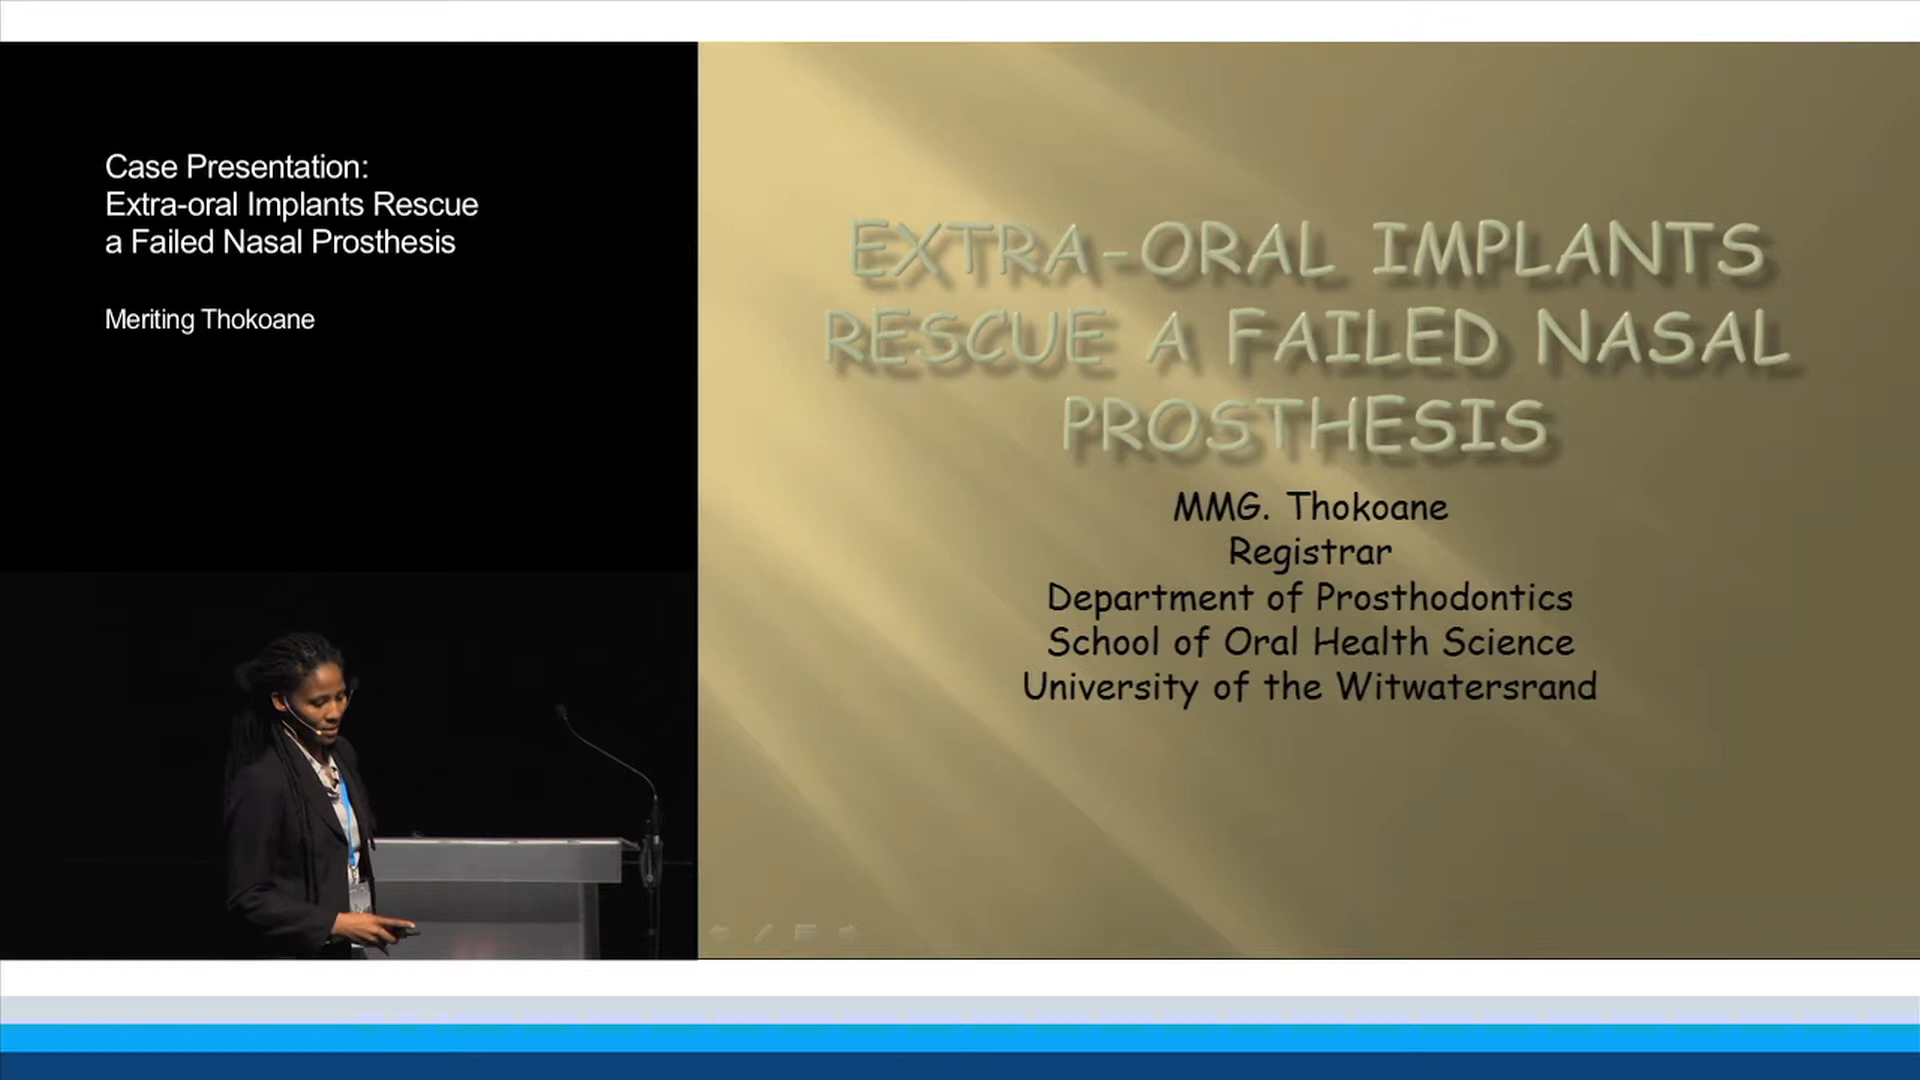 Case Presentation:
Extra-oral Implants Rescue
a Failed Nasal Prosthesis
Meriting Thokoane
EXTRA-ORAL IMPLANTS
RESCUE A FAILED NASAL
PROSTHESIS
MMG. Thokoane
Registrar
Department of Prosthodontics
School of Oral Health Science
University of the Witwatersrand